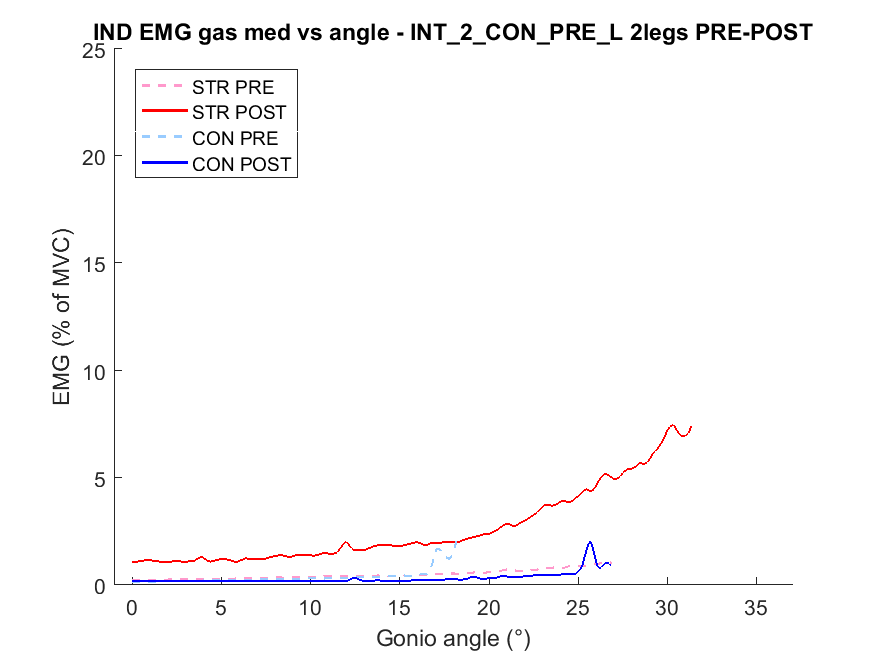 IND EMG gas med vs angle - INT_2_CON_PRE_L 2legs PRE-POST
25
20
15
10
5
0
EMG (% of MVC)
STR PRE
STR POST
CON PRE
CON POST
0 5 10 15 20 25 30 35
Gonio angle (°)